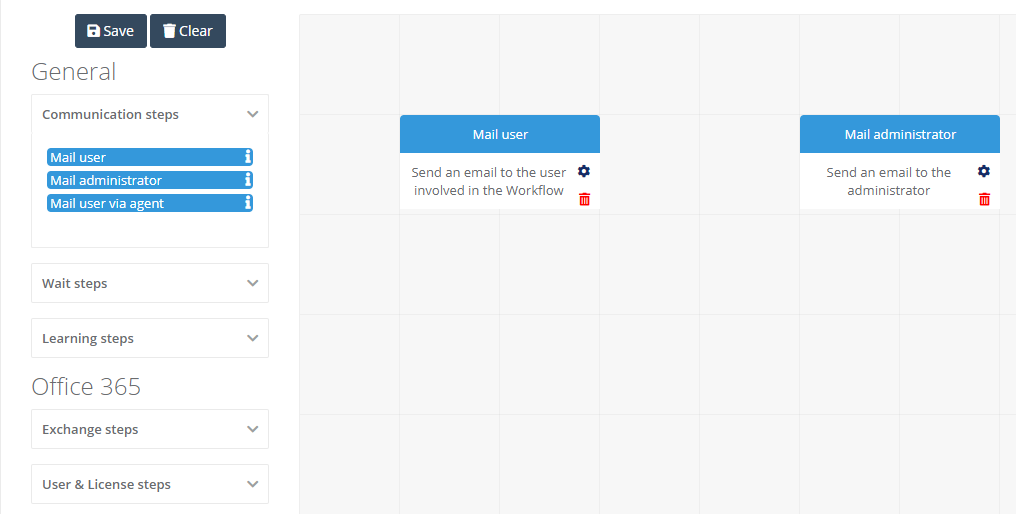 Save
Clear
General
Communication steps
Mail user
Mail administrator
Mail user via agent
Wait steps
Learning steps
Office 365
Exchange steps
User & License steps
Mail user
Send an email to the user
involved in the Workflow
Mail administrator
Send an email to the
administrator